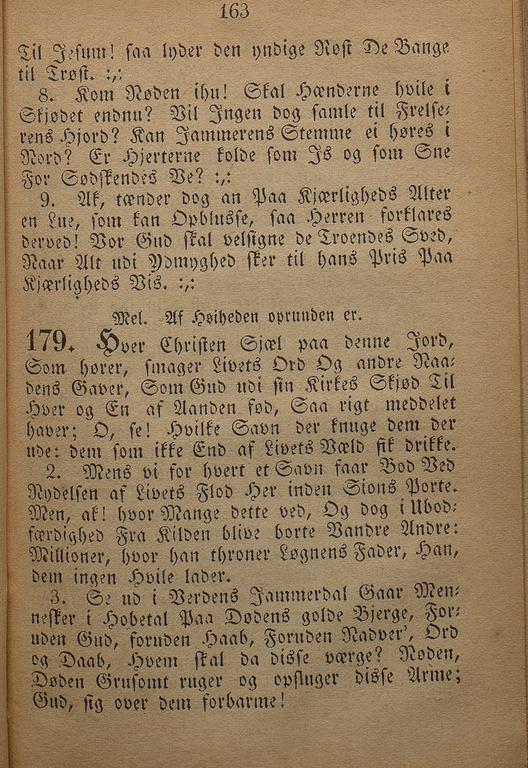 163
Til Jesum! saa lyder den yndige Røst De Bange
til Trøst. :,:
8. Kom Nøden ihu! Skal Hænderne hvile i
Skjødet endnu? Vil Ingen dog samle til Frelse-
rens Hjord? Kan Jammerens Stemme ei høres i
Nord? Er Hjerterne kolde som Is og som Sne
For Sødskendes Ve? :,:
9. Ak, tænder dog an Paa Kjærligheds Alter
en Lue, som kan Opblusse, saa Herren forklares
derved! Vor Gud skal velsigne de Troendes Sved,
Naar Alt udi Ydmyghed sker til hans Pris Paa
Kjærligheds Vis. :,:
Mel. Af Høiheden oprunden er.
179. Hver Christen Sjæl paa denne Jord,
Som hører, smager Livets Ord Og andre Naa-
dens Gaver, Som Gud udi sin Kirkes Skjød Til
Hver og En af Aanden fød, Saa rigt meddelet
haver; O, se! Hvilke Savn der knuge dem der
ude: dem som ikke End af Livets Væld fik drikke.
2. Mens vi for hvert et Savn faar Bod Ved
Nydelsen af Livets Flod Her inden Sions Porte.
Men, ak! hvor Mange dette ved, Og dog i Ubod-
færdighed Fra Kilden blive borte Vandre Andre:
Millioner, hvor han throner Løgnens Fader, Han,
dem ingen Hvile lader.
3. Se ud i Verdens Jammerdal Gaar Men-
nesker i Hobetal Paa Dødens golde Bjerge, For-
uden Gud, foruden Haab, Foruden Nadver', Ord
og Daab, Hvem skal da disse værge? Nøden,
Døden Grusomt ruger og opsluger disse Arme;
Gud, sig over dem forbarme!